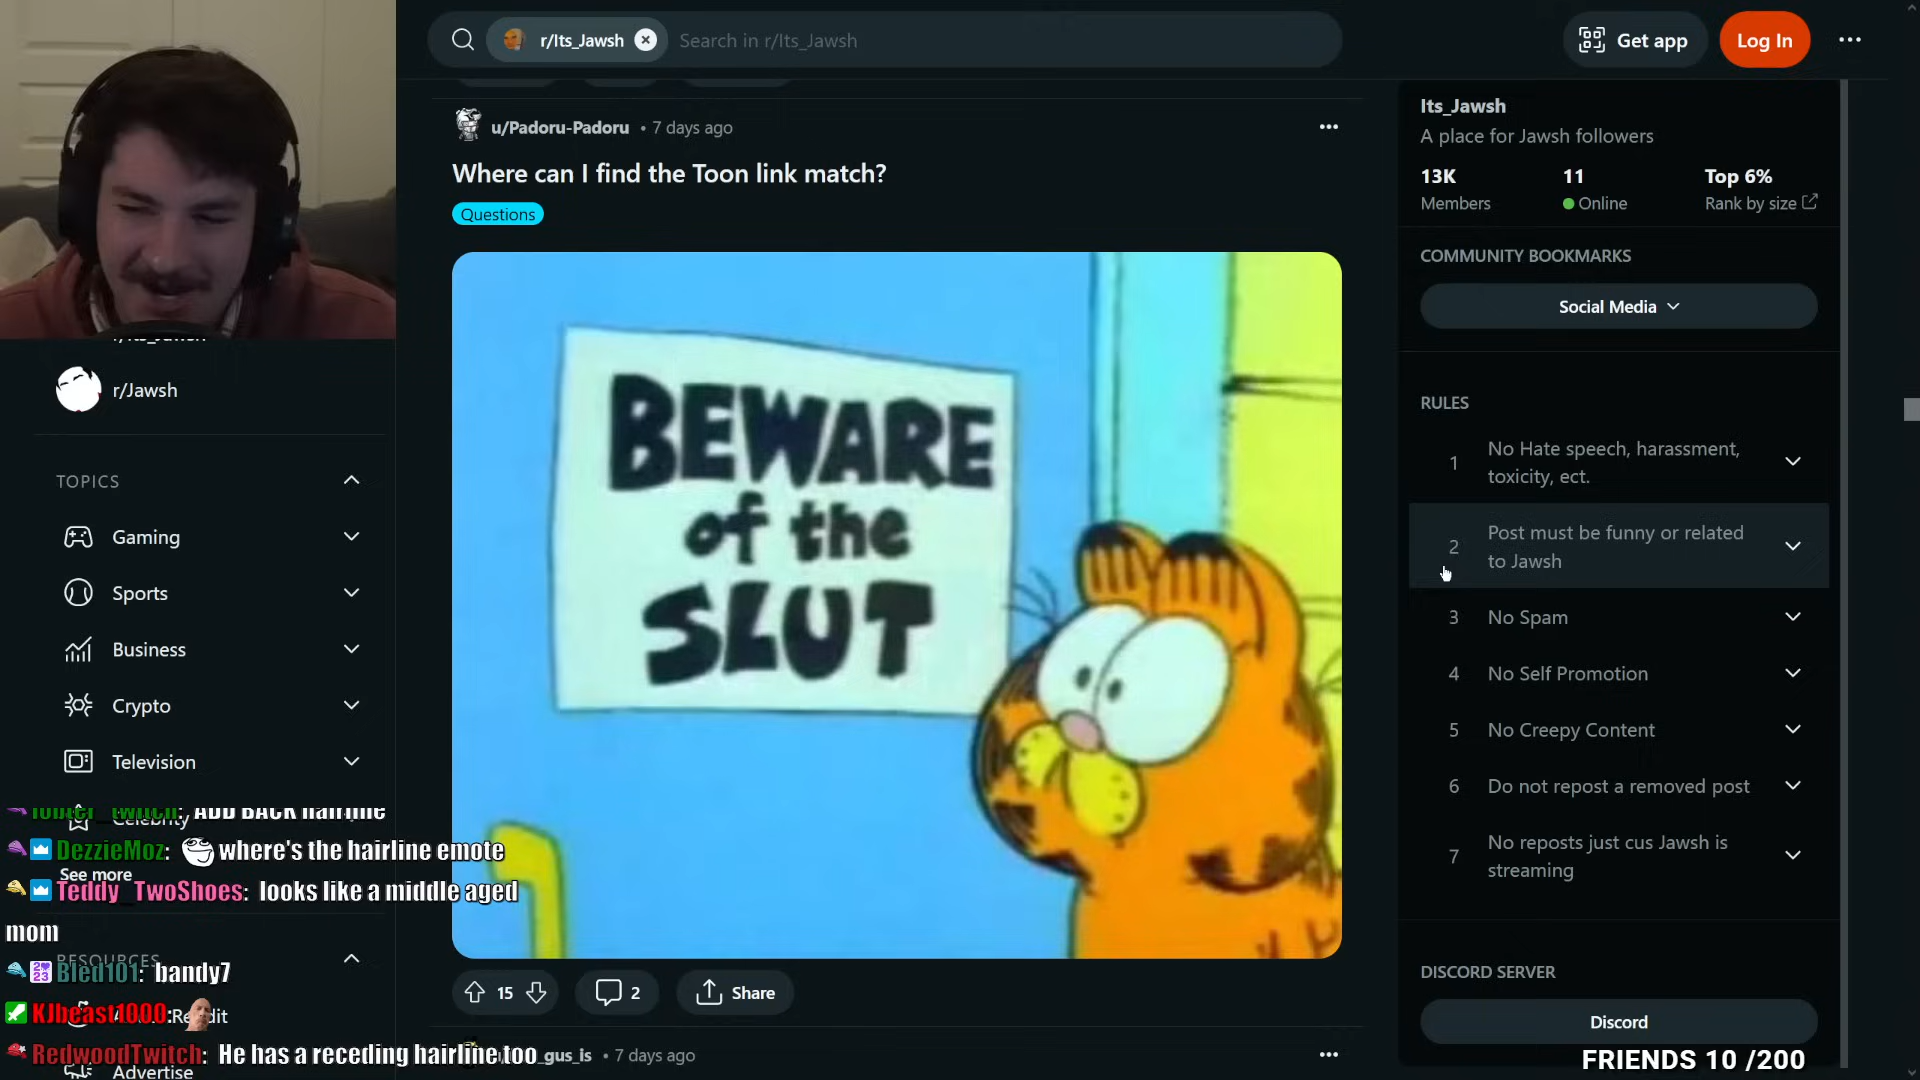 r/Its_Jawsh
Search in r/Its_Jawsh
Get app
Log In
u/Padoru-Padoru • 7 days ago
Where can I find the Toon link match?
Questions
BEWARE
of the
SLUT
15
2
Share
_gus_is • 7 days ago
r/Jawsh
TOPICS
Gaming
Sports
Business
Crypto
Television
Celebrity
See more
RESOURCES
Advertise
ADD BACK hairline
DezzieMoz: where's the hairline emote
Teddy_TwoShoes: looks like a middle aged
mom
Bled101: bandy7
KJbeast1000:
RedwoodTwitch: He has a receding hairline too
Its_Jawsh
A place for Jawsh followers
13K
Members
11
Online
Top 6%
Rank by size
COMMUNITY BOOKMARKS
Social Media
RULES
1 No Hate speech, harassment,
toxicity, ect.
2 Post must be funny or related
to Jawsh
3 No Spam
4 No Self Promotion
5 No Creepy Content
6 Do not repost a removed post
7 No reposts just cus Jawsh is
streaming
DISCORD SERVER
Discord
FRIENDS 10 /200